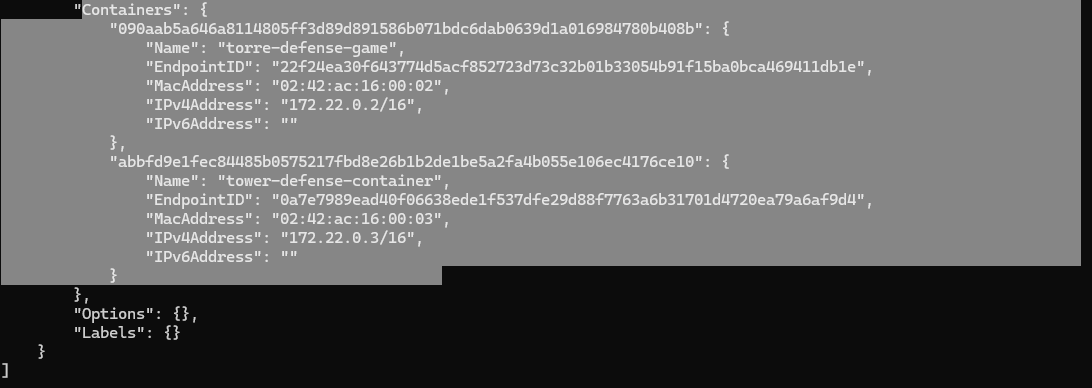 "Containers": {
"090aab5a646a8114805ff3d89d891586b071bdc6dab0639d1a016984780b408b": {
"Name": "torre-defense-game",
"EndpointID": "22f24ea30f643774d5acf852723d73c32b01b33054b91f15ba0bca469411db1e",
"MacAddress": "02:42:ac:16:00:02",
"IPv4Address": "172.22.0.2/16",
"IPv6Address": ""
},
"abbfd9e1fec84485b0575217fbd8e26b1b2de1be5a2fa4b055e106ec4176ce10": {
"Name": "tower-defense-container",
"EndpointID": "0a7e7989ead40f06638ede1f537dfe29d88f7763a6b31701d4720ea79a6af9d4",
"MacAddress": "02:42:ac:16:00:03",
"IPv4Address": "172.22.0.3/16",
"IPv6Address": ""
}
},
"Options": {},
"Labels": {}
}
]